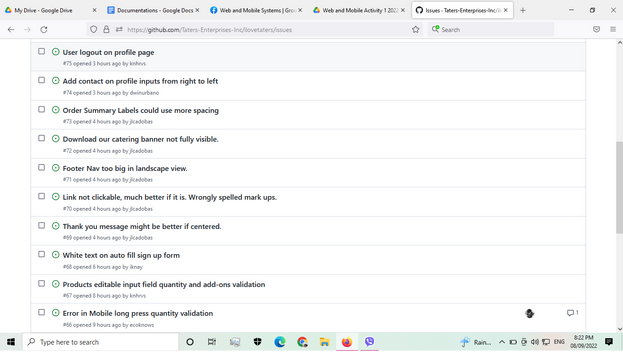 My Drive - Google Drive
Documentations - Google Docs
Web and Mobile Systems | Gro
Web and Mobile Activity 1 202
Issues - Taters-Enterprises-Inc/il
https://github.com/Taters-Enterprises-Inc/ilovetaters/issues
Search
User logout on profile page
#75 opened 3 hours ago by knhrvs
Add contact on profile inputs from right to left
#74 opened 3 hours ago by dwinurbano
Order Summary Labels could use more spacing
#73 opened 4 hours ago by jlcadobas
Download our catering banner not fully visible.
#72 opened 4 hours ago by jlcadobas
Footer Nav too big in landscape view.
#71 opened 4 hours ago by jlcadobas
Link not clickable, much better if it is. Wrongly spelled mark ups.
#70 opened 4 hours ago by jlcadobas
Thank you message might be better if centered.
#69 opened 4 hours ago by jlcadobas
White text on auto fill sign up form
#68 opened 6 hours ago by iknay
Products editable input field quantity and add-ons validation
#67 opened 8 hours ago by knhrvs
Error in Mobile long press quantity validation
1
#66 opened 9 hours ago by ecoknows
Type here to search
Rain...
ENG
8:22 PM
08/09/2022